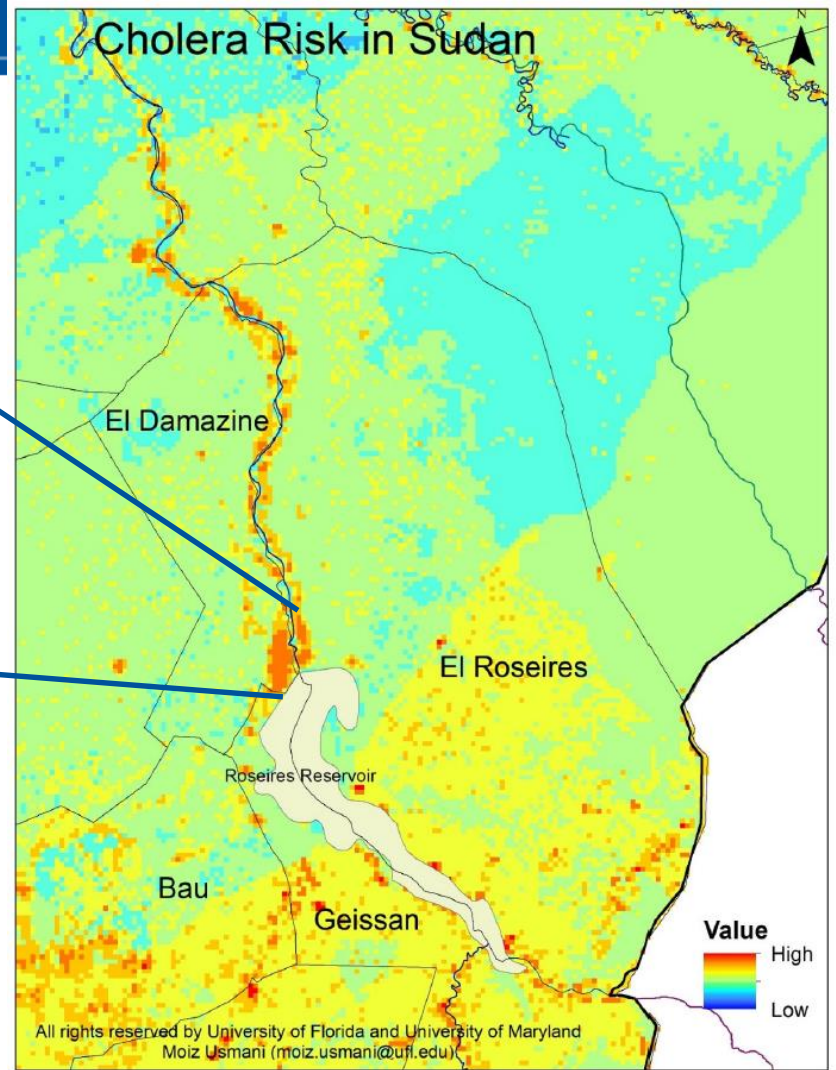 Cholera Risk in Sudan
N
El Damazine
El Roseires
Roseires Reservoir
Bau
Geissan
Value
High
Low
All rights reserved by University of Florida and University of Maryland
Moiz Usmani (moiz.usmani@ufl.edu)